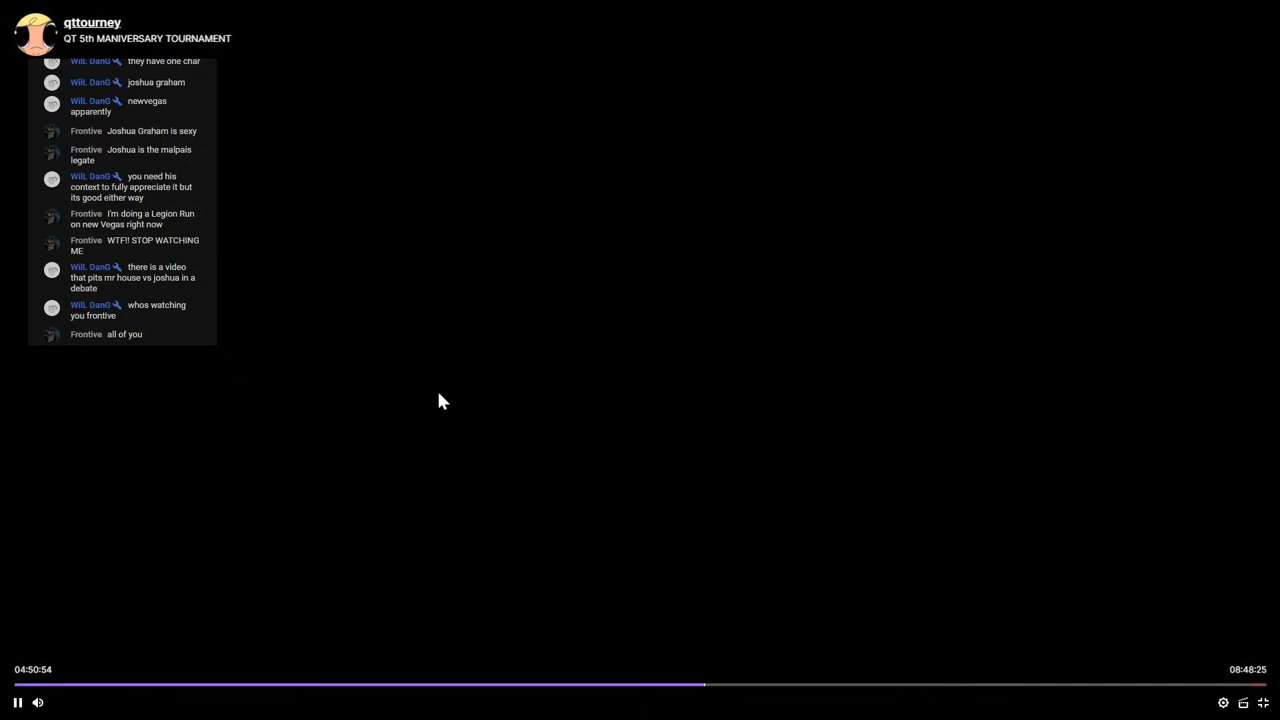 qttourney
QT 5th MANIVERSARY TOURNAMENT
WilL DanG they have one char
WilL DanG joshua graham
WilL DanG newvegas
apparently
Frontive Joshua Graham is sexy
Frontive Joshua is the malpais
legate
WilL DanG you need his
context to fully appreciate it but
its good either way
Frontive I'm doing a Legion Run
on new Vegas right now
Frontive WTF!! STOP WATCHING
ME
WilL DanG there is a video
that pits mr house vs joshua in a
debate
WilL DanG whos watching
you frontive
Frontive all of you
04:50:54
08:48:25